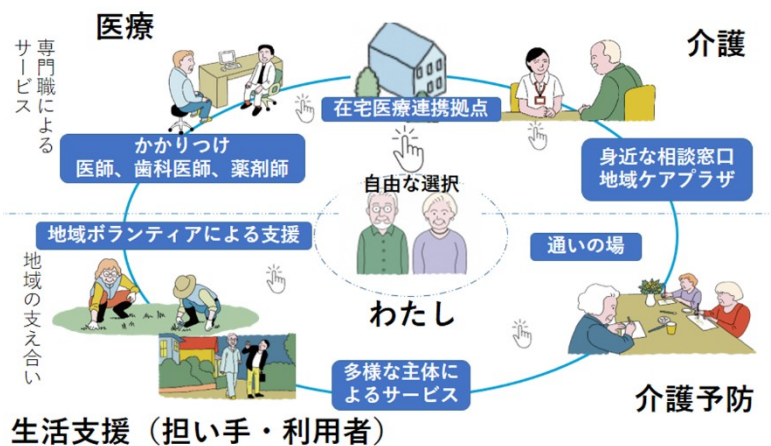 医療
介護
専門職による
サービス
在宅医療連携拠点
かかりつけ
医師、歯科医師、薬剤師
身近な相談窓口
地域ケアプラザ
自由な選択
地域ボランティアによる支援
通いの場
地域の支え合い
わたし
多様な主体
によるサービス
介護予防
生活支援（担い手・利用者）